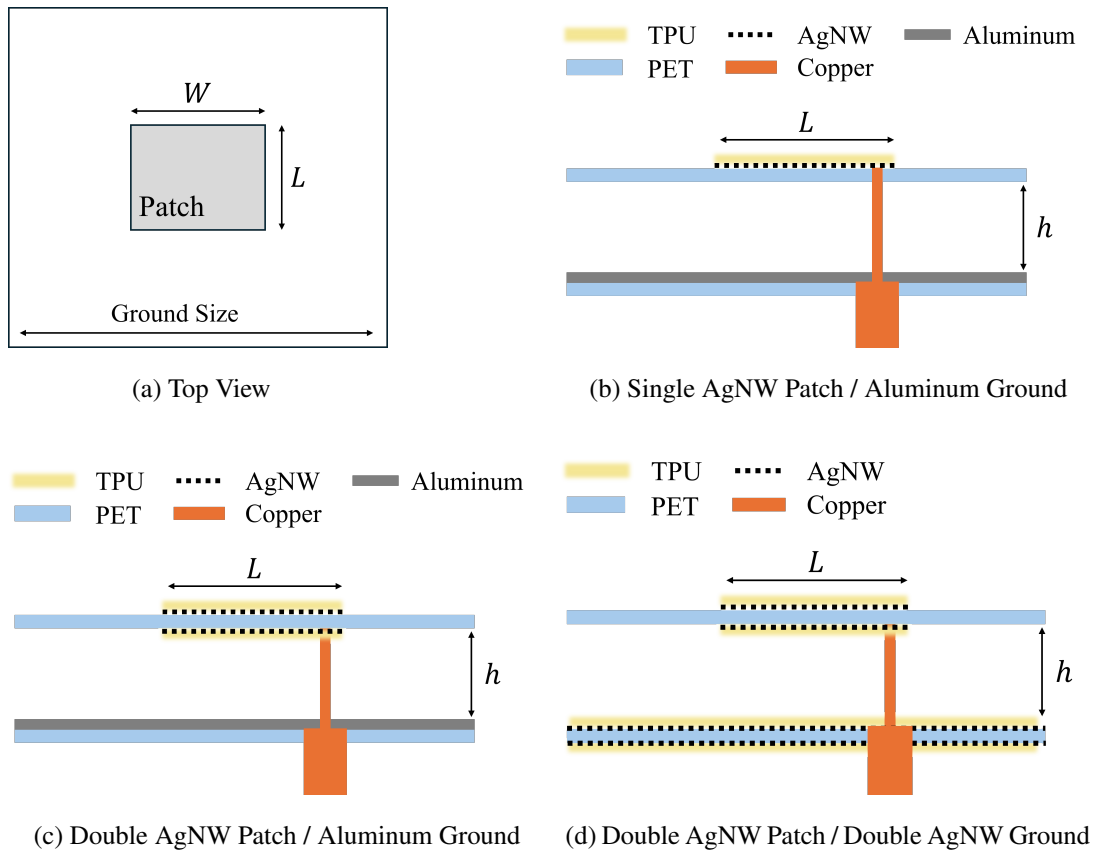 W
L
Patch
Ground Size
(a) Top View
TPU AgNW Aluminum
PET Copper
L
h
(b) Single AgNW Patch / Aluminum Ground
TPU AgNW Aluminum
PET Copper
L
h
(c) Double AgNW Patch / Aluminum Ground
TPU AgNW
PET Copper
L
h
(d) Double AgNW Patch / Double AgNW Ground